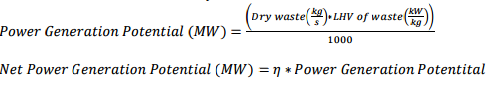 Power Generation Potential (MW) = (Dry waste(kg/s)*LHV of waste(kW/kg))/1000
Net Power Generation Potential (MW) = η * Power Generation Potentital